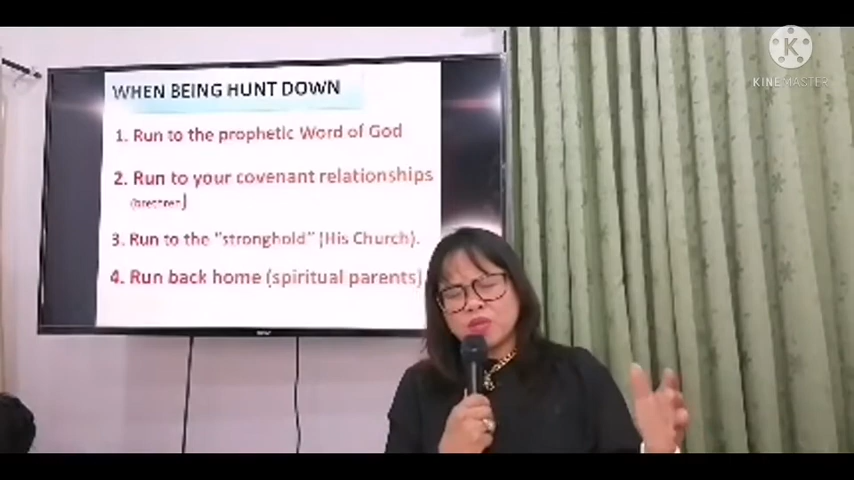 WHEN BEING HUNT DOWN
1. Run to the prophetic Word of God
2. Run to your covenant relationships
(brethren)
3. Run to the "stronghold" (His Church).
4. Run back home (spiritual parents)
K
KINEMASTER